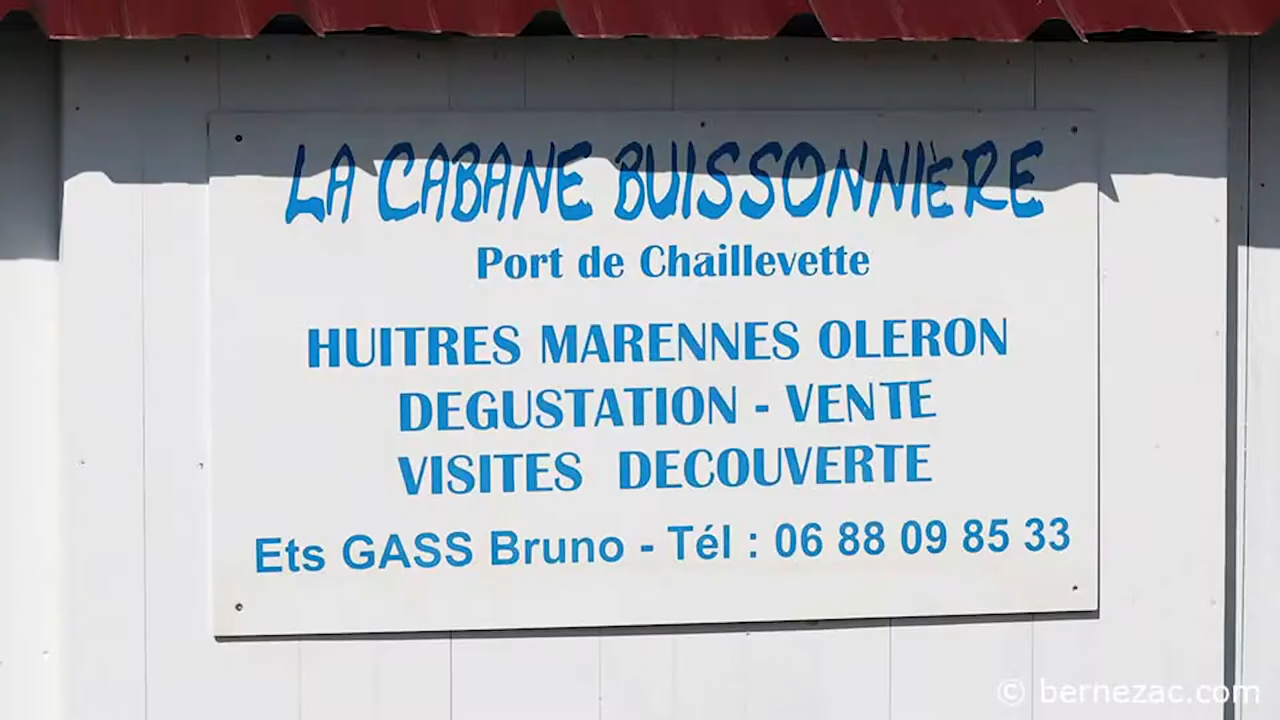 LA CABANE BUISSONNIÈRE
Port de Chaillevette
HUITRES MARENNES OLERON
DEGUSTATION - VENTE
VISITES DECOUVERTE
Ets GASS Bruno - Tél : 06 88 09 85 33
© bernezac.com